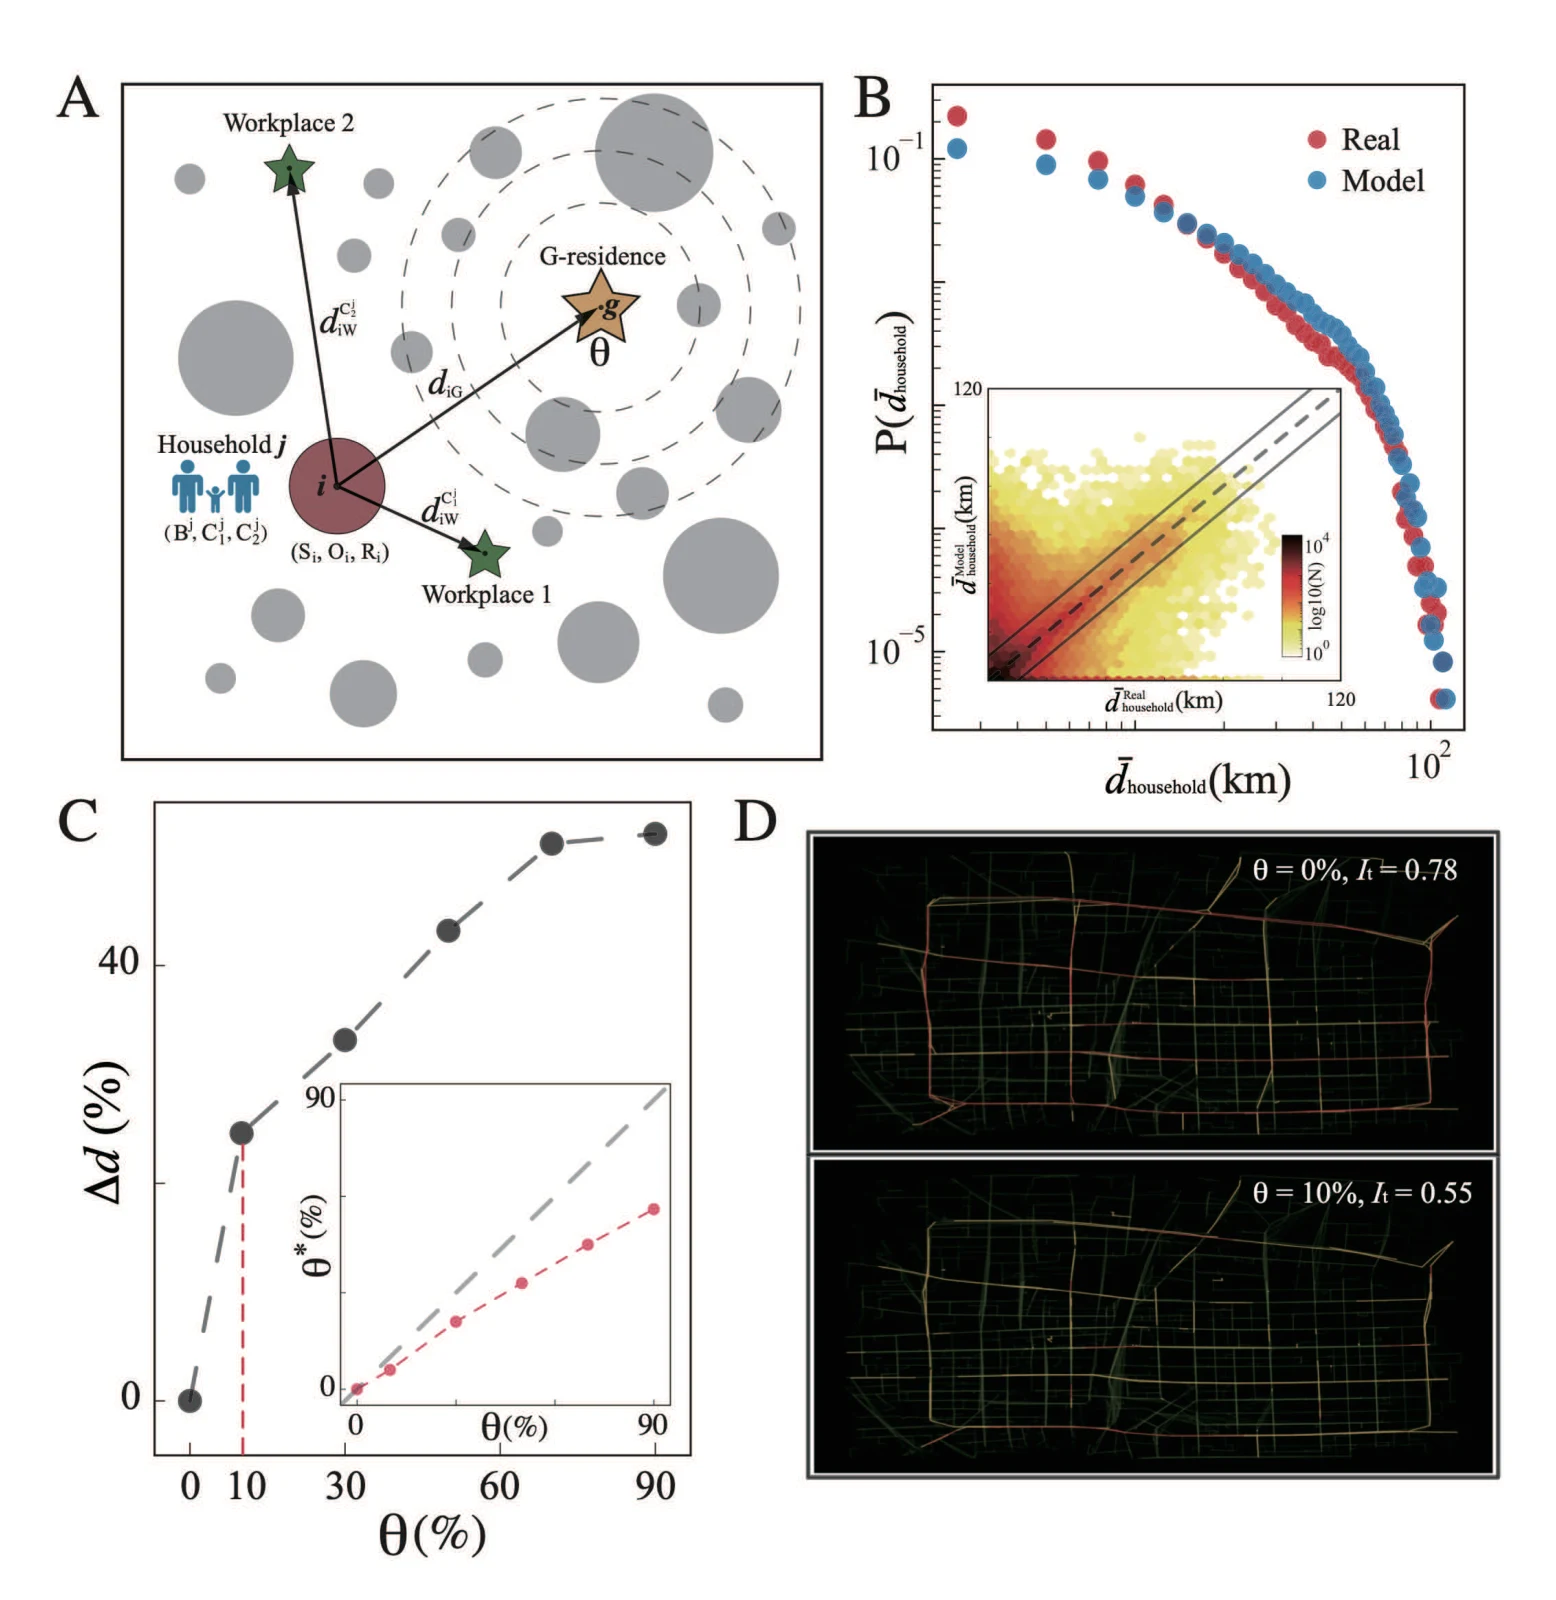 A
Workplace 2
G-residence
g
θ
d_iW^{C_2^j}
d_iG
Household j
i
(B^j, C_1^j, C_2^j)
(S_i, O_i, R_i)
d_iW^{C_1^j}
Workplace 1
B
Real
Model
10^−1
10^−5
P(d̄_household)
120
d̄_household^Model (km)
10^4
log10(N)
10^0
d̄_household^Real (km)
120
10^2
d̄_household (km)
C
40
0
Δd (%)
90
0
θ*(%)
0
θ(%)
90
0
10
30
60
90
θ(%)
D
θ = 0%, I_t = 0.78
θ = 10%, I_t = 0.55